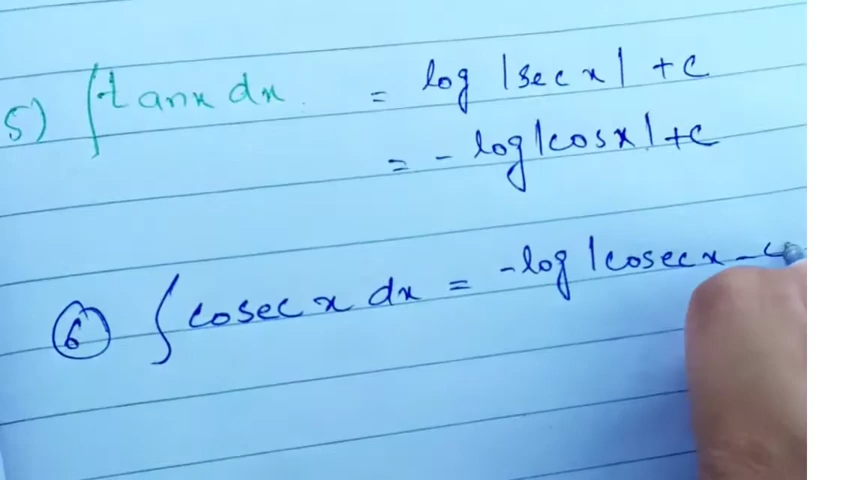 5) ∫tanx dx. = log |sec x| + c
= - log |cos x| + c
6 ∫ cosec x dx = -log |cosec x -